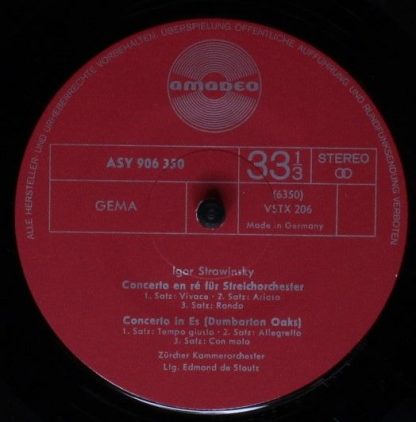 ALLE HERSTELLER- UND URHEBERRECHTE VORBEHALTEN. ÜBERSPIELUNG, ÖFFENTLICHE AUFFÜHRUNG UND RUNDFUNKSENDUNG VERBOTEN
AMADEO
ASY 906 350
33 1/3
STEREO
GEMA
(6350)
VSTX 206
Made in Germany
Igor Strawinsky
Concerto en ré für Streichorchester
1. Satz: Vivace · 2. Satz: Arioso
3. Satz: Rondo
Concerto in Es (Dumbarton Oaks)
1. Satz: Tempo giusto · 2. Satz: Allegretto
3. Satz: Con moto
Zürcher Kammerorchester
Ltg. Edmond de Stoutz